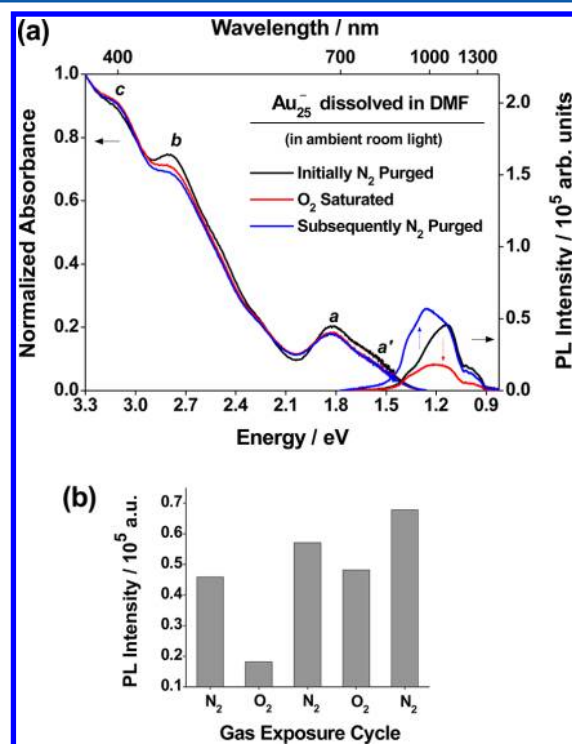 (a)
Wavelength / nm
400 700 1000 1300
1.0
0.8
0.6
0.4
0.2
0.0
Normalized Absorbance
c
b
a
a'
Au₂₅⁻ dissolved in DMF
(in ambient room light)
Initially N₂ Purged
O₂ Saturated
Subsequently N₂ Purged
2.0
1.5
1.0
0.5
0.0
PL Intensity / 10⁵ arb. units
3.3 3.0 2.7 2.4 2.1 1.8 1.5 1.2 0.9
Energy / eV
(b)
PL Intensity / 10⁵ a.u.
0.7
0.6
0.5
0.4
0.3
0.2
0.1
N₂ O₂ N₂ O₂ N₂
Gas Exposure Cycle